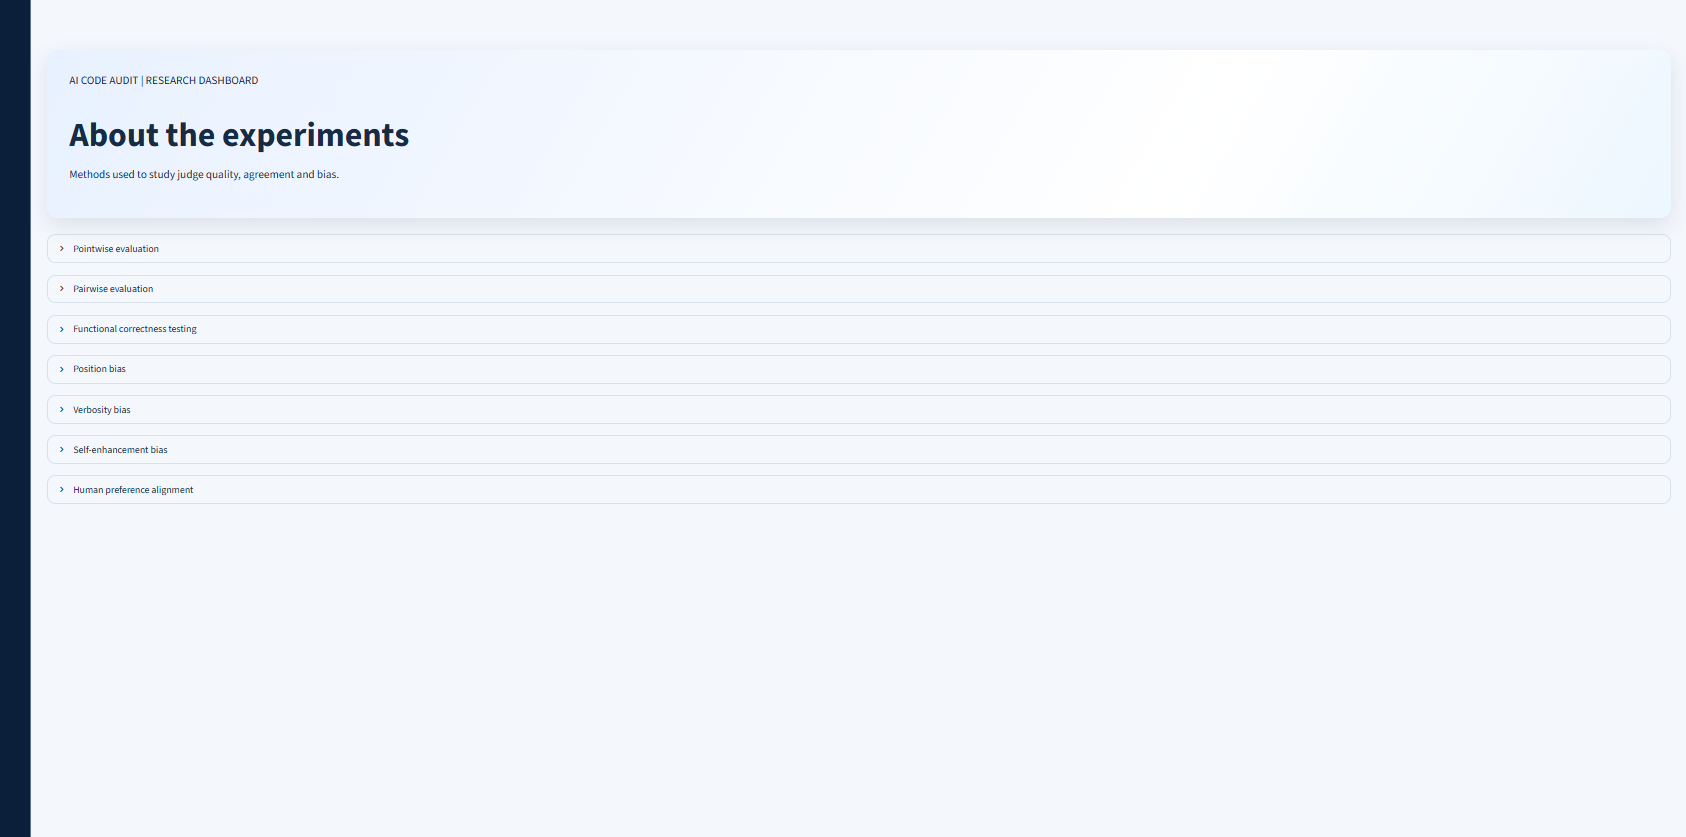 AI CODE AUDIT | RESEARCH DASHBOARD
About the experiments
Methods used to study judge quality, agreement and bias.
Pointwise evaluation
Pairwise evaluation
Functional correctness testing
Position bias
Verbosity bias
Self-enhancement bias
Human preference alignment